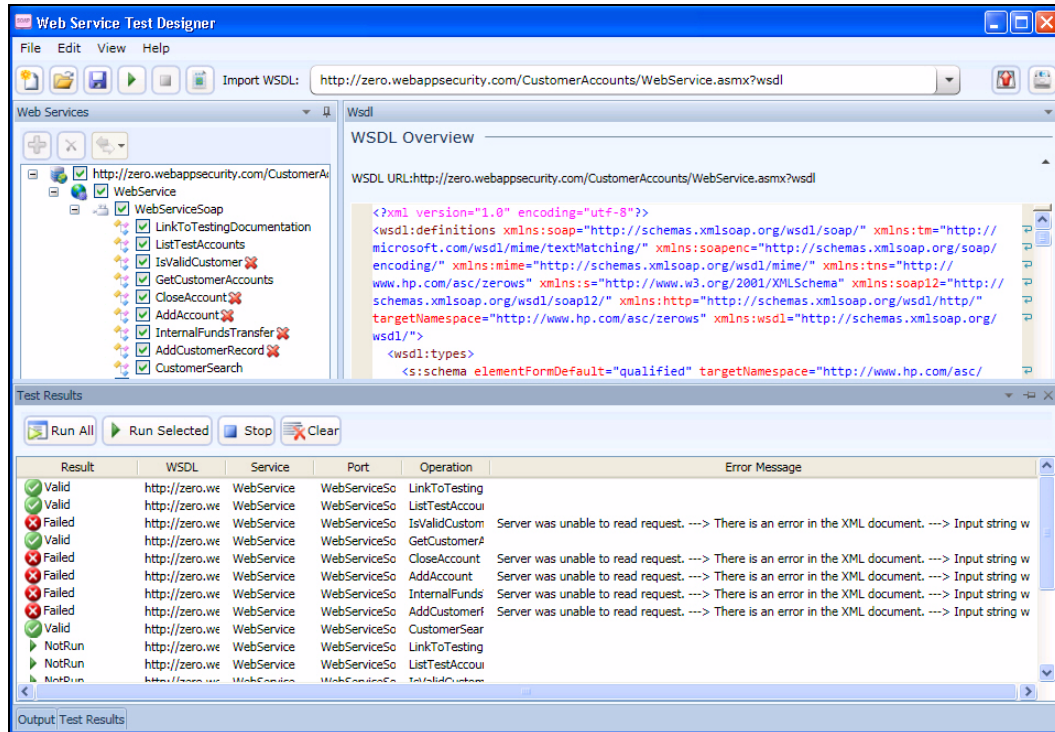 Web Service Test Designer
File Edit View Help
Import WSDL: http://zero.webappsecurity.com/CustomerAccounts/WebService.asmx?wsdl
Web Services
http://zero.webappsecurity.com/CustomerAc
WebService
WebServiceSoap
LinkToTestingDocumentation
ListTestAccounts
IsValidCustomer
GetCustomerAccounts
CloseAccount
AddAccount
InternalFundsTransfer
AddCustomerRecord
CustomerSearch
Wsdl
WSDL Overview
WSDL URL:http://zero.webappsecurity.com/CustomerAccounts/WebService.asmx?wsdl
<?xml version="1.0" encoding="utf-8"?>
<wsdl:definitions xmlns:soap="http://schemas.xmlsoap.org/wsdl/soap/" xmlns:tm="http://
microsoft.com/wsdl/mime/textMatching/" xmlns:soapenc="http://schemas.xmlsoap.org/soap/
encoding/" xmlns:mime="http://schemas.xmlsoap.org/wsdl/mime/" xmlns:tns="http://
www.hp.com/asc/zerows" xmlns:s="http://www.w3.org/2001/XMLSchema" xmlns:soap12="http://
schemas.xmlsoap.org/wsdl/soap12/" xmlns:http="http://schemas.xmlsoap.org/wsdl/http/"
targetNamespace="http://www.hp.com/asc/zerows" xmlns:wsdl="http://schemas.xmlsoap.org/
wsdl/">
<wsdl:types>
<s:schema elementFormDefault="qualified" targetNamespace="http://www.hp.com/asc/
Test Results
Run All Run Selected Stop Clear
Result WSDL Service Port Operation Error Message
Valid http://zero.we WebService WebServiceSo LinkToTesting
Valid http://zero.we WebService WebServiceSo ListTestAccou
Failed http://zero.we WebService WebServiceSo IsValidCustom Server was unable to read request. ---> There is an error in the XML document. ---> Input string w
Valid http://zero.we WebService WebServiceSo GetCustomerA
Failed http://zero.we WebService WebServiceSo CloseAccount Server was unable to read request. ---> There is an error in the XML document. ---> Input string w
Failed http://zero.we WebService WebServiceSo AddAccount Server was unable to read request. ---> There is an error in the XML document. ---> Input string w
Failed http://zero.we WebService WebServiceSo InternalFunds Server was unable to read request. ---> There is an error in the XML document. ---> Input string w
Failed http://zero.we WebService WebServiceSo AddCustomerR Server was unable to read request. ---> There is an error in the XML document. ---> Input string w
Valid http://zero.we WebService WebServiceSo CustomerSear
NotRun http://zero.we WebService WebServiceSo LinkToTesting
NotRun http://zero.we WebService WebServiceSo ListTestAccou
NotRun http://zero.we WebService WebServiceSo IsValidCustom
Output Test Results